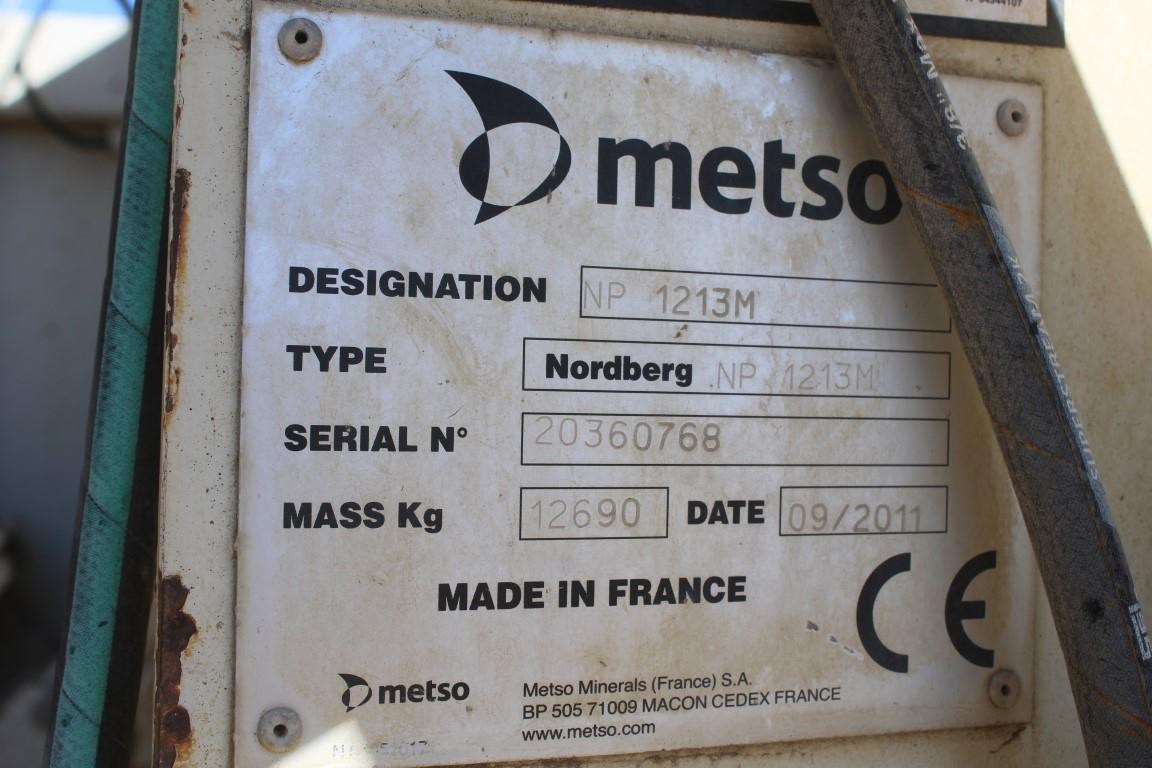 metso
DESIGNATION NP 1213M
TYPE Nordberg NP 1213M
SERIAL N° 20360768
MASS Kg 12690 DATE 09/2011
MADE IN FRANCE
CE
metso
Metso Minerals (France) S.A.
BP 505 71009 MACON CEDEX FRANCE
www.metso.com